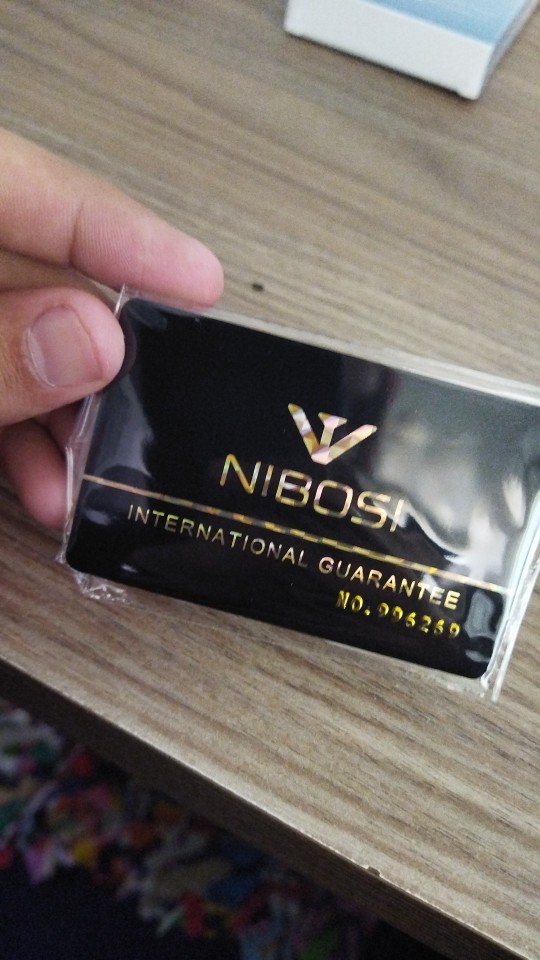 NIBOSI
INTERNATIONAL GUARANTEE
NO.996269